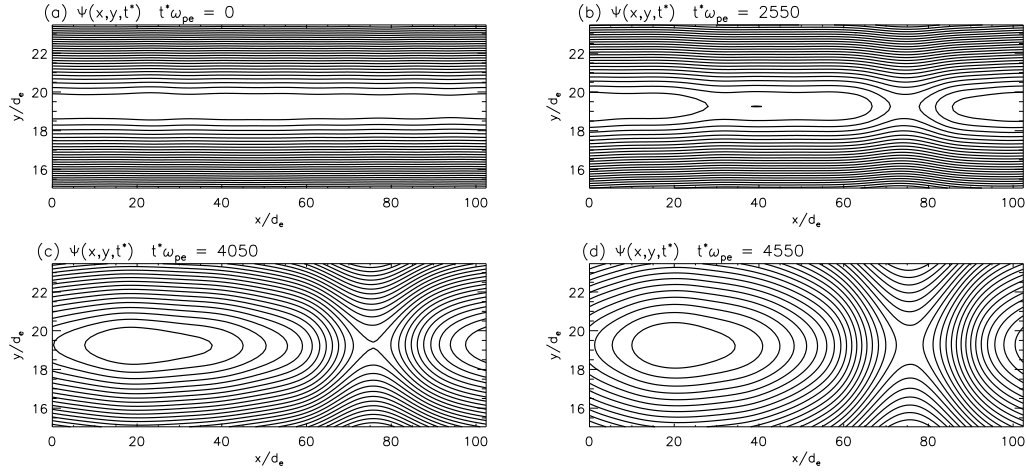 (a) Ψ(x,y,t*) t*ω_pe = 0
22
20
18
16
y/d_e
0 20 40 60 80 100
x/d_e
(b) Ψ(x,y,t*) t*ω_pe = 2550
22
20
18
16
y/d_e
0 20 40 60 80 100
x/d_e
(c) Ψ(x,y,t*) t*ω_pe = 4050
22
20
18
16
y/d_e
0 20 40 60 80 100
x/d_e
(d) Ψ(x,y,t*) t*ω_pe = 4550
22
20
18
16
y/d_e
0 20 40 60 80 100
x/d_e